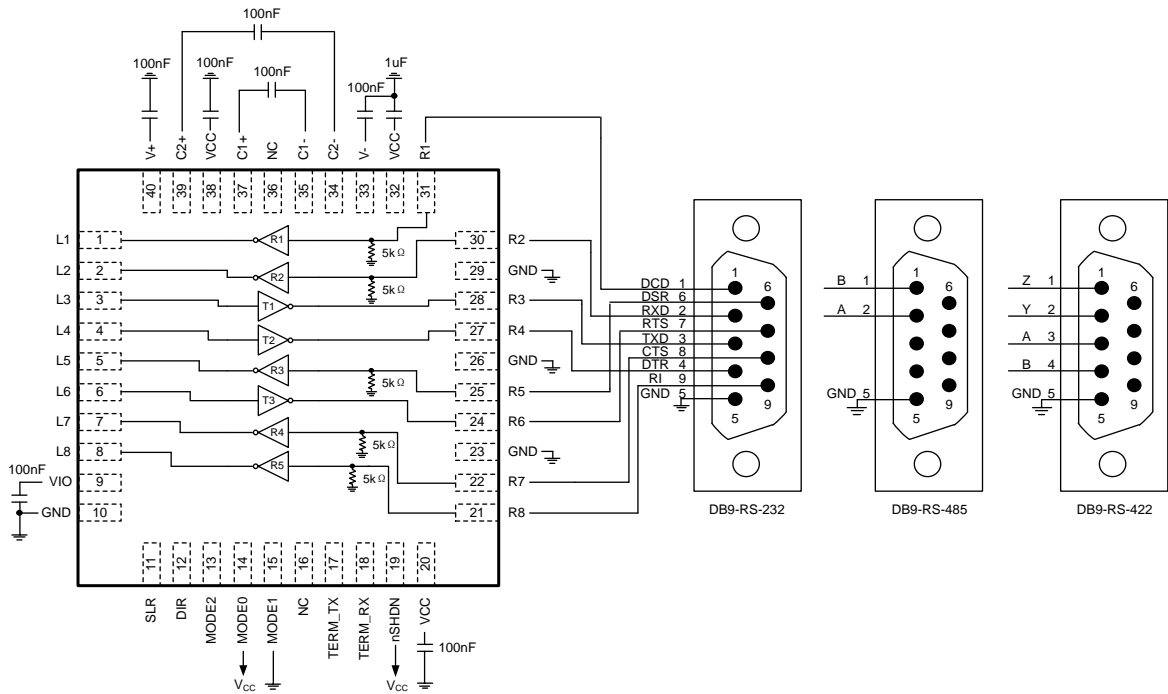 100nF
100nF 100nF 100nF 1uF
100nF
V+ C2+ VCC C1+ NC C1- C2- V- VCC R1
40 39 38 37 36 35 34 33 32 31
L1 1 R1 5kΩ 30 R2
L2 2 R2 5kΩ 29 GND
L3 3 T1 28 R3
L4 4 T2 27 R4
L5 5 R3 5kΩ 26 GND
L6 6 T3 25 R5
L7 7 R4 5kΩ 24 R6
L8 8 R5 5kΩ 23 GND
100nF
VIO 9 22 R7
GND 10 21 R8
11 12 13 14 15 16 17 18 19 20
SLR DIR MODE2 MODE0 MODE1 NC TERM_TX TERM_RX nSHDN VCC
100nF
VCC VCC
DCD 1
DSR 6
RXD 2
RTS 7
TXD 3
CTS 8
DTR 4
RI 9
GND 5
1 6
5 9
DB9-RS-232
B 1
A 2
GND 5
1 6
5 9
DB9-RS-485
Z 1
Y 2
A 3
B 4
GND 5
1 6
5 9
DB9-RS-422